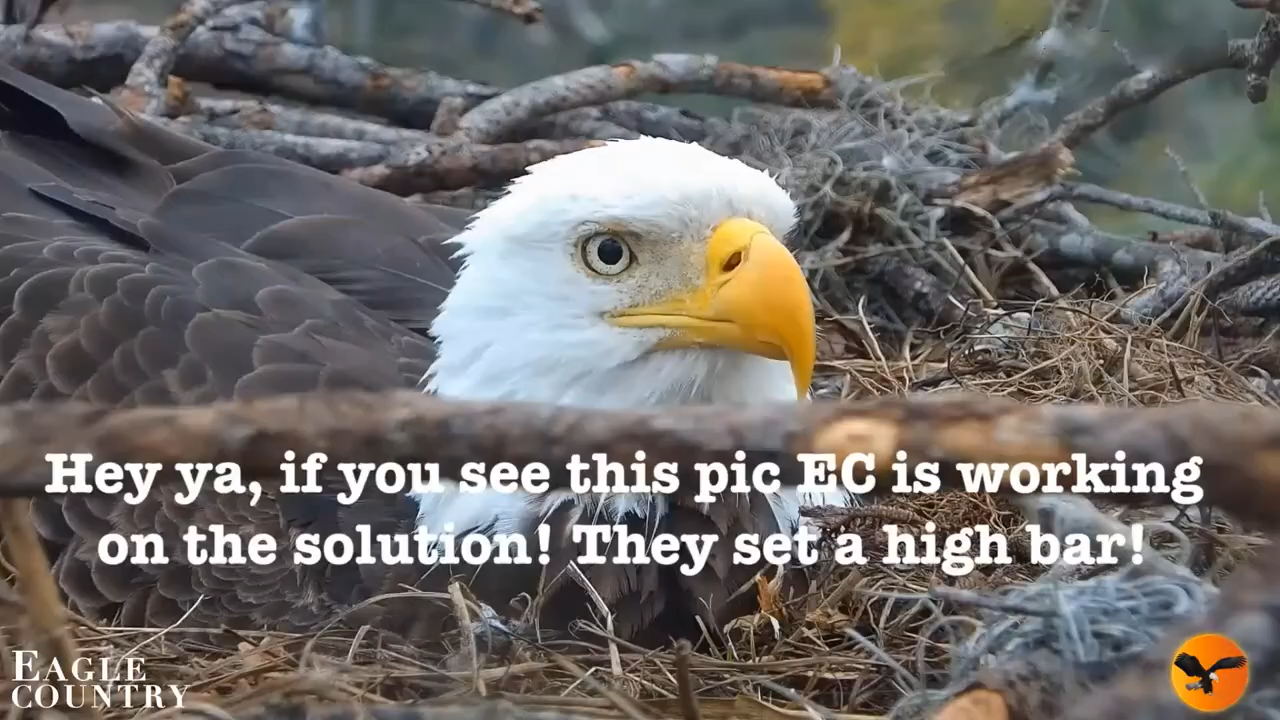 Hey ya, if you see this pic EC is working
on the solution! They set a high bar!
EAGLE
COUNTRY